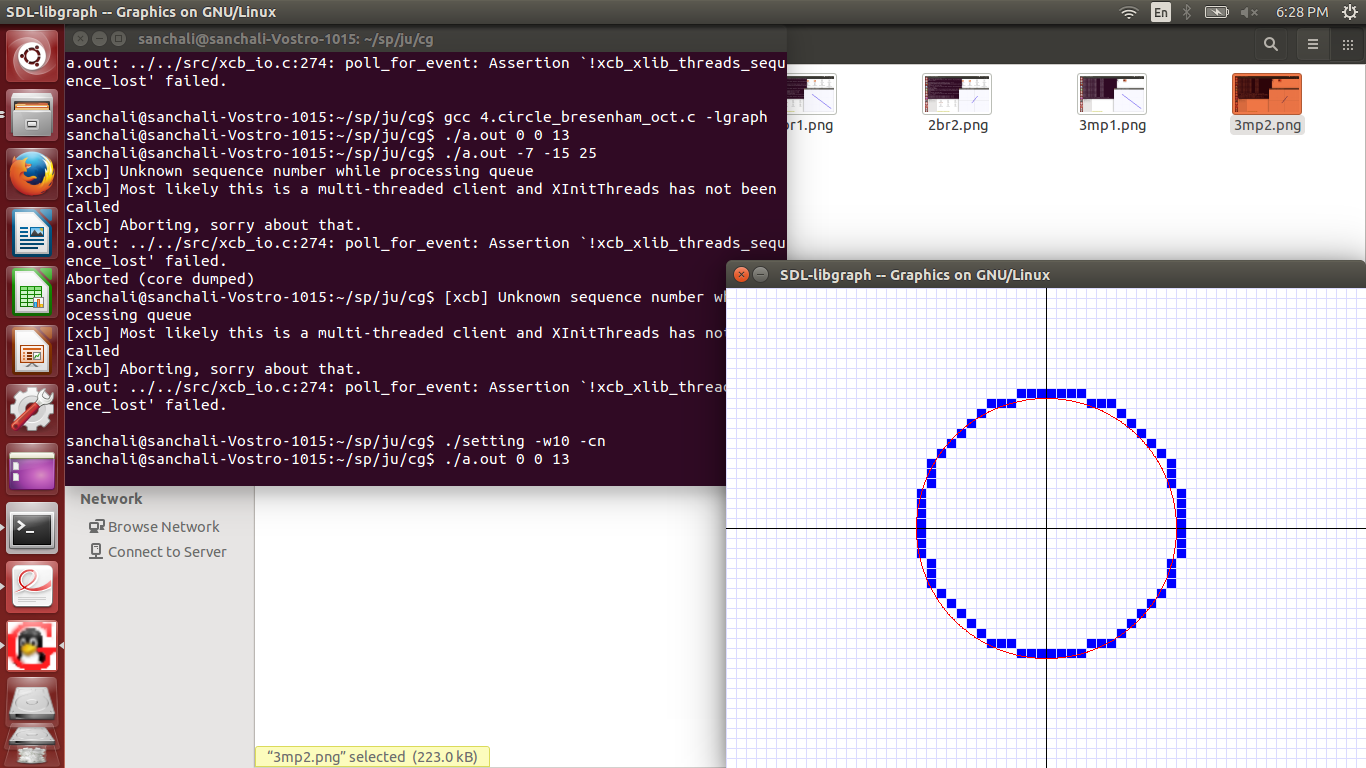 SDL-libgraph -- Graphics on GNU/Linux
En
6:28 PM
sanchali@sanchali-Vostro-1015: ~/sp/ju/cg
a.out: ../../src/xcb_io.c:274: poll_for_event: Assertion `!xcb_xlib_threads_sequ
ence_lost' failed.
sanchali@sanchali-Vostro-1015:~/sp/ju/cg$ gcc 4.circle_bresenham_oct.c -lgraph
sanchali@sanchali-Vostro-1015:~/sp/ju/cg$ ./a.out 0 0 13
sanchali@sanchali-Vostro-1015:~/sp/ju/cg$ ./a.out -7 -15 25
[xcb] Unknown sequence number while processing queue
[xcb] Most likely this is a multi-threaded client and XInitThreads has not been
called
[xcb] Aborting, sorry about that.
a.out: ../../src/xcb_io.c:274: poll_for_event: Assertion `!xcb_xlib_threads_sequ
ence_lost' failed.
Aborted (core dumped)
sanchali@sanchali-Vostro-1015:~/sp/ju/cg$ [xcb] Unknown sequence number wh
ocessing queue
[xcb] Most likely this is a multi-threaded client and XInitThreads has not
called
[xcb] Aborting, sorry about that.
a.out: ../../src/xcb_io.c:274: poll_for_event: Assertion `!xcb_xlib_threa
ence_lost' failed.
sanchali@sanchali-Vostro-1015:~/sp/ju/cg$ ./setting -w10 -cn
sanchali@sanchali-Vostro-1015:~/sp/ju/cg$ ./a.out 0 0 13
br1.png
2br2.png
3mp1.png
3mp2.png
SDL-libgraph -- Graphics on GNU/Linux
Network
Browse Network
Connect to Server
“3mp2.png” selected (223.0 kB)